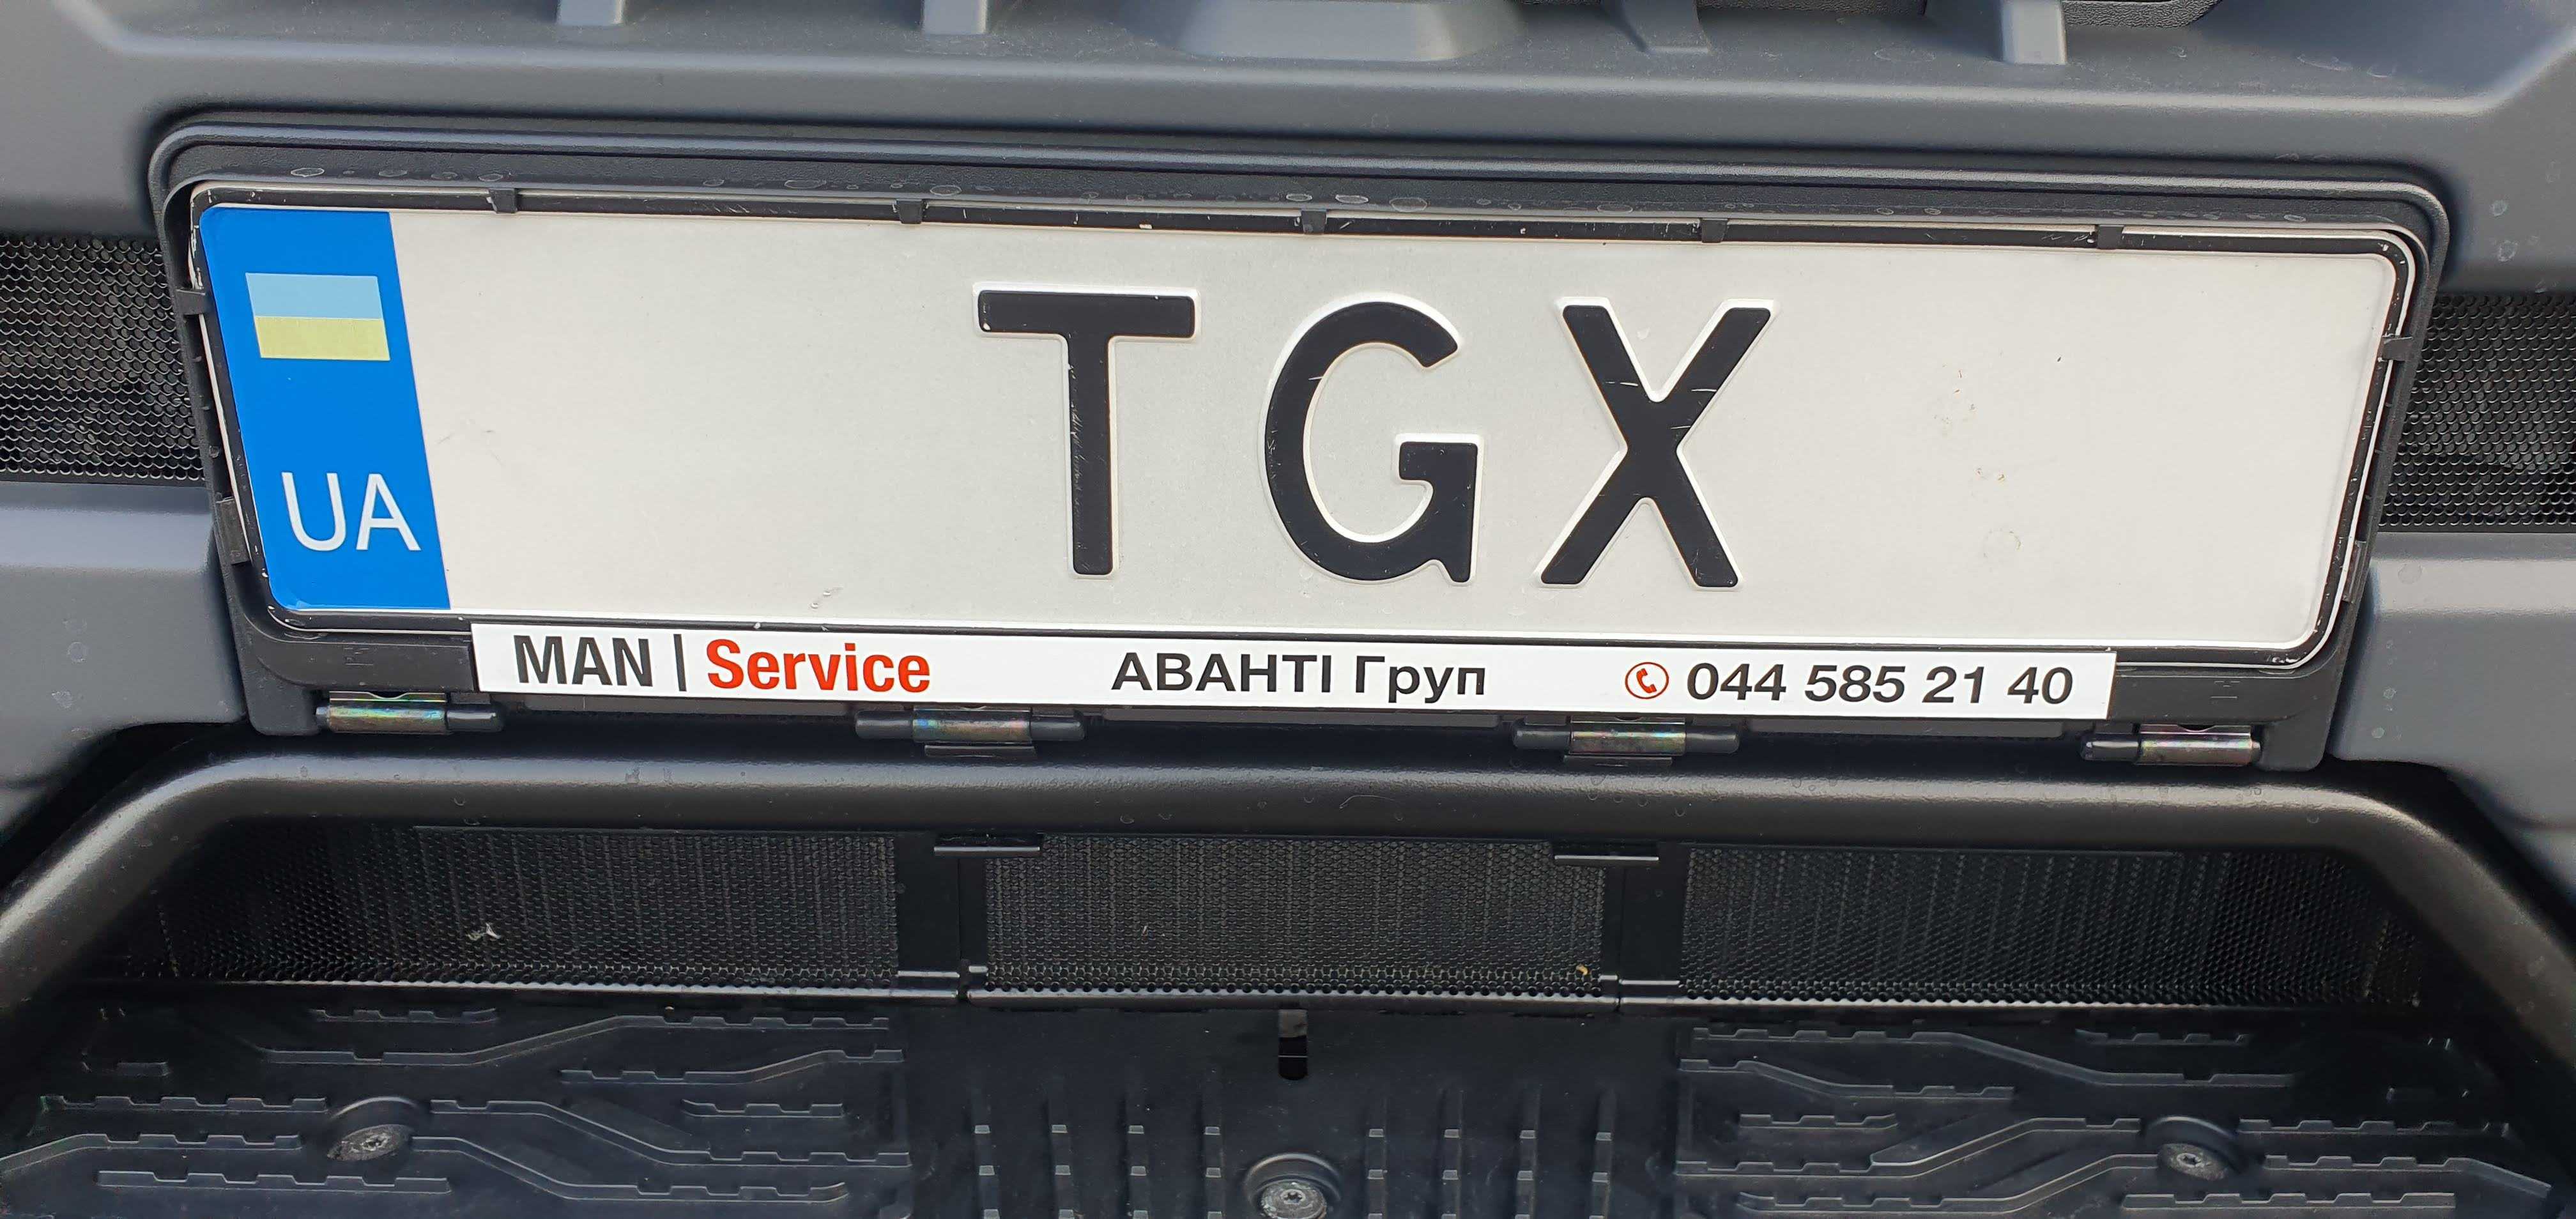 TGX
UA
MAN | Service АВАНТІ Груп 044 585 21 40